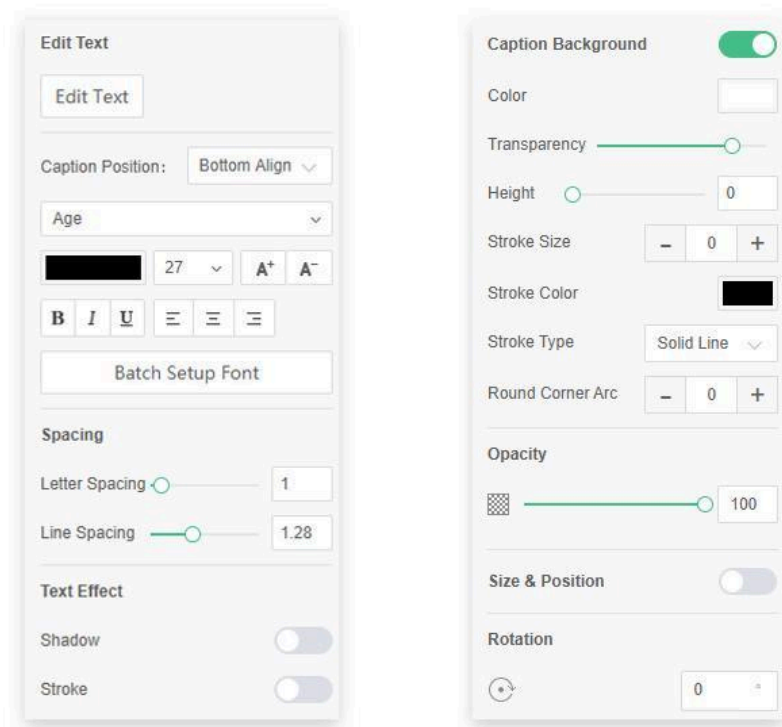 Edit Text
Edit Text
Caption Position: Bottom Align
Age
27 A+ A-
B I U
Batch Setup Font
Spacing
Letter Spacing 1
Line Spacing 1.28
Text Effect
Shadow
Stroke
Caption Background
Color
Transparency
Height 0
Stroke Size - 0 +
Stroke Color
Stroke Type Solid Line
Round Corner Arc - 0 +
Opacity
100
Size & Position
Rotation
0 °